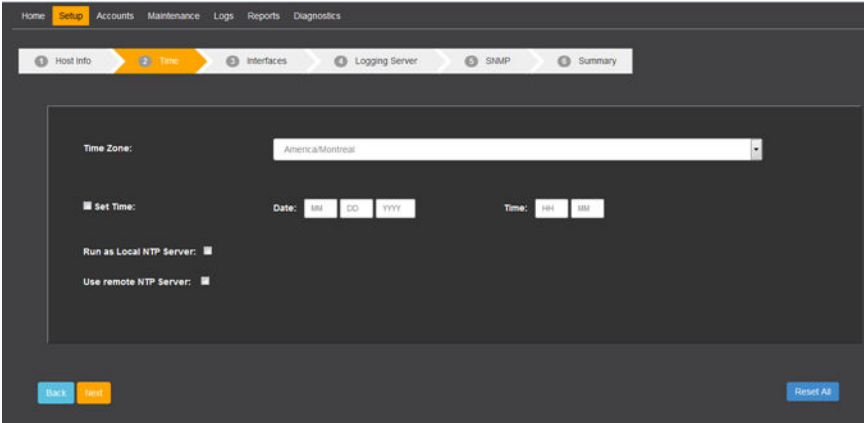 Home Setup Accounts Maintenance Logs Reports Diagnostics
1 Host Info 2 Time 3 Interfaces 4 Logging Server 5 SNMP 6 Summary
Time Zone: America/Montreal
Set Time: Date: MM DD YYYY Time: HH MM
Run as Local NTP Server:
Use remote NTP Server:
Back Next Reset All